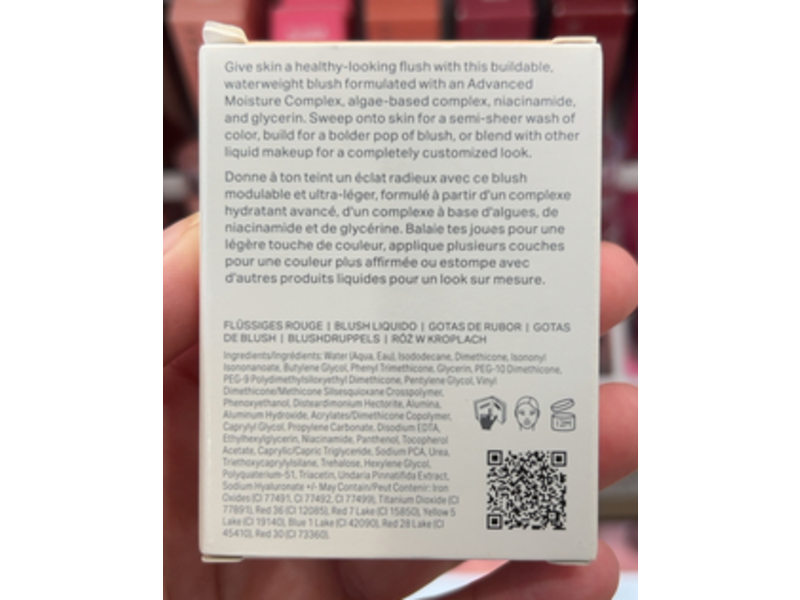 Give skin a healthy-looking flush with this buildable,
waterweight blush formulated with an Advanced
Moisture Complex, algae-based complex, niacinamide,
and glycerin. Sweep onto skin for a semi-sheer wash of
color, build for a bolder pop of blush, or blend with other
liquid makeup for a completely customized look.
Donne à ton teint un éclat radieux avec ce blush
modulable et ultra-léger, formulé à partir d'un complexe
hydratant avancé, d'un complexe à base d'algues, de
niacinamide et de glycérine. Balaie tes joues pour une
légère touche de couleur, applique plusieurs couches
pour une couleur plus affirmée ou estompe avec
d'autres produits liquides pour un look sur mesure.
FLÜSSIGES ROUGE | BLUSH LIQUIDO | GOTAS DE RUBOR | GOTAS
DE BLUSH | BLUSHDRUPPELS | RÓŻ W KROPLACH
Ingredients/Ingrédients: Water (Aqua, Eau), Isododecane, Dimethicone, Isononyl
Isononanoate, Butylene Glycol, Phenyl Trimethicone, Glycerin, PEG-10 Dimethicone,
PEG-9 Polydimethylsiloxyethyl Dimethicone, Pentylene Glycol, Vinyl
Dimethicone/Methicone Silsesquioxane Crosspolymer,
Phenoxyethanol, Disteardimonium Hectorite, Alumina,
Aluminum Hydroxide, Acrylates/Dimethicone Copolymer,
Caprylyl Glycol, Propylene Carbonate, Disodium EDTA,
Ethylhexylglycerin, Niacinamide, Panthenol, Tocopherol
Acetate, Caprylic/Capric Triglyceride, Sodium PCA, Urea,
Triethoxycaprylylsilane, Trehalose, Hexylene Glycol,
Polyquaternium-51, Triacetin, Undaria Pinnatifida Extract,
Sodium Hyaluronate +/- May Contain/Peut Contenir: Iron
Oxides (CI 77491, CI 77492, CI 77499), Titanium Dioxide (CI
77891), Red 36 (CI 12085), Red 7 Lake (CI 15850), Yellow 5
Lake (CI 19140), Blue 1 Lake (CI 42090), Red 28 Lake (CI
45410), Red 30 (CI 73360).
12M